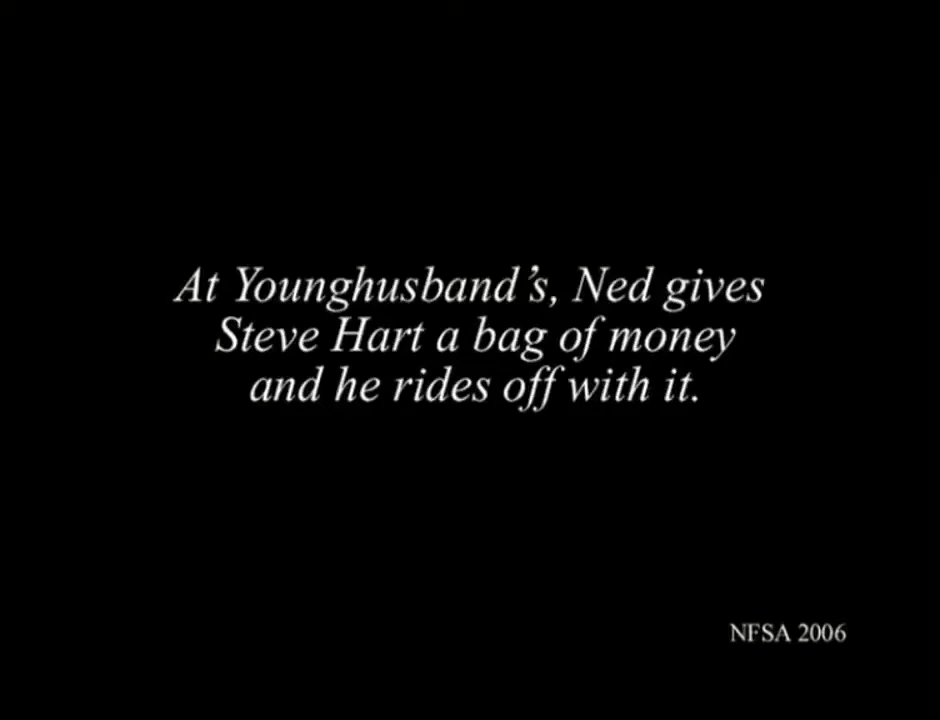 At Younghusband’s, Ned gives
Steve Hart a bag of money
and he rides off with it.
NFSA 2006